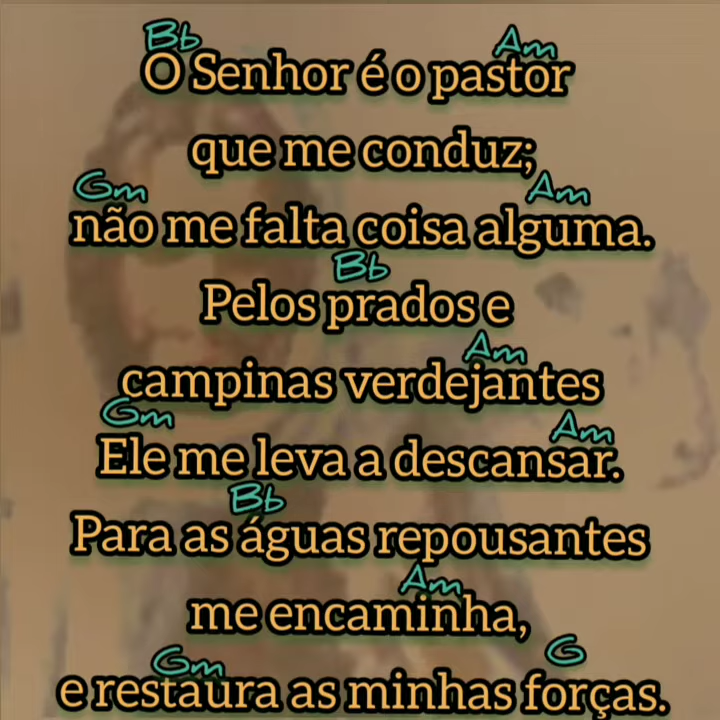 Bb Am
O Senhor é o pastor
que me conduz;
Gm Am
não me falta coisa alguma.
Bb
Pelos prados e
Am
campinas verdejantes
Gm Am
Ele me leva a descansar.
Bb
Para as águas repousantes
Am
me encaminha,
Gm G
e restaura as minhas forças.